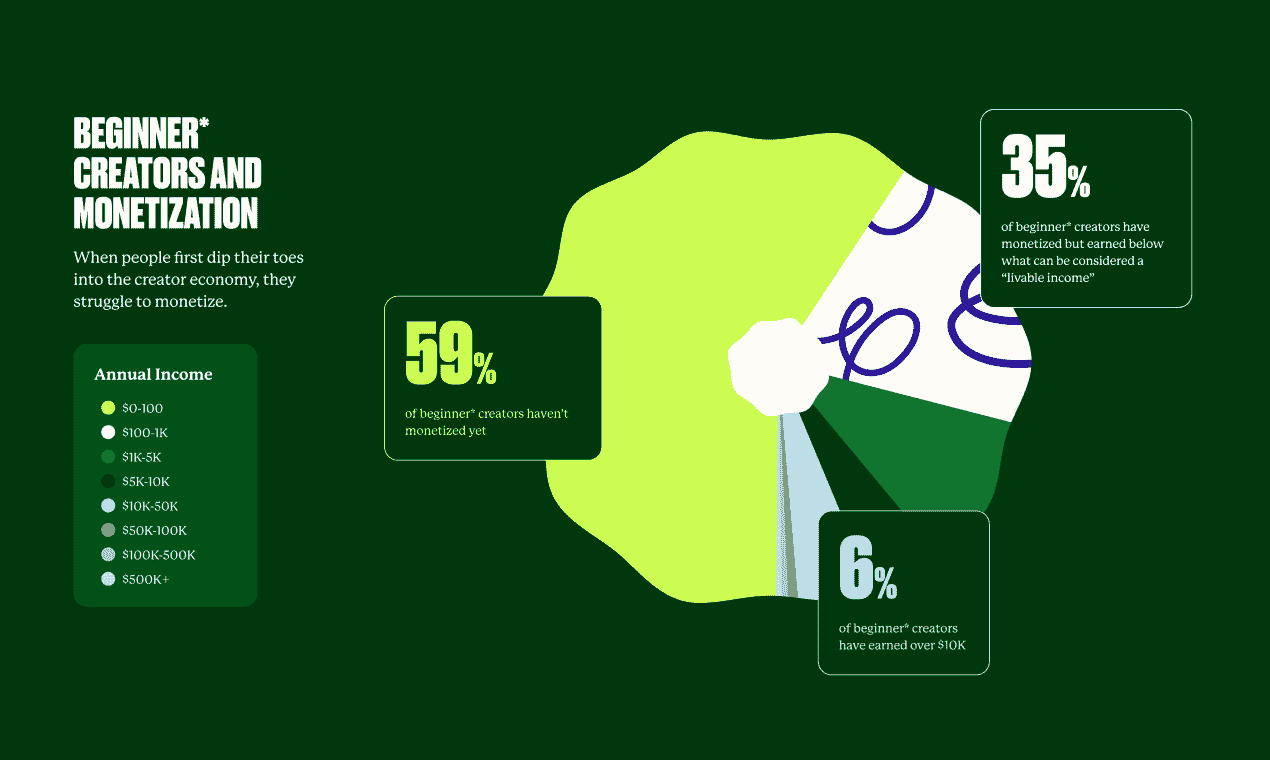 BEGINNER*
CREATORS AND
MONETIZATION
When people first dip their toes
into the creator economy, they
struggle to monetize.
Annual Income
$0-100
$100-1K
$1K-5K
$5K-10K
$10K-50K
$50K-100K
$100K-500K
$500K+
59%
of beginner* creators haven't
monetized yet
35%
of beginner* creators have
monetized but earned below
what can be considered a
“livable income”
6%
of beginner* creators
have earned over $10K